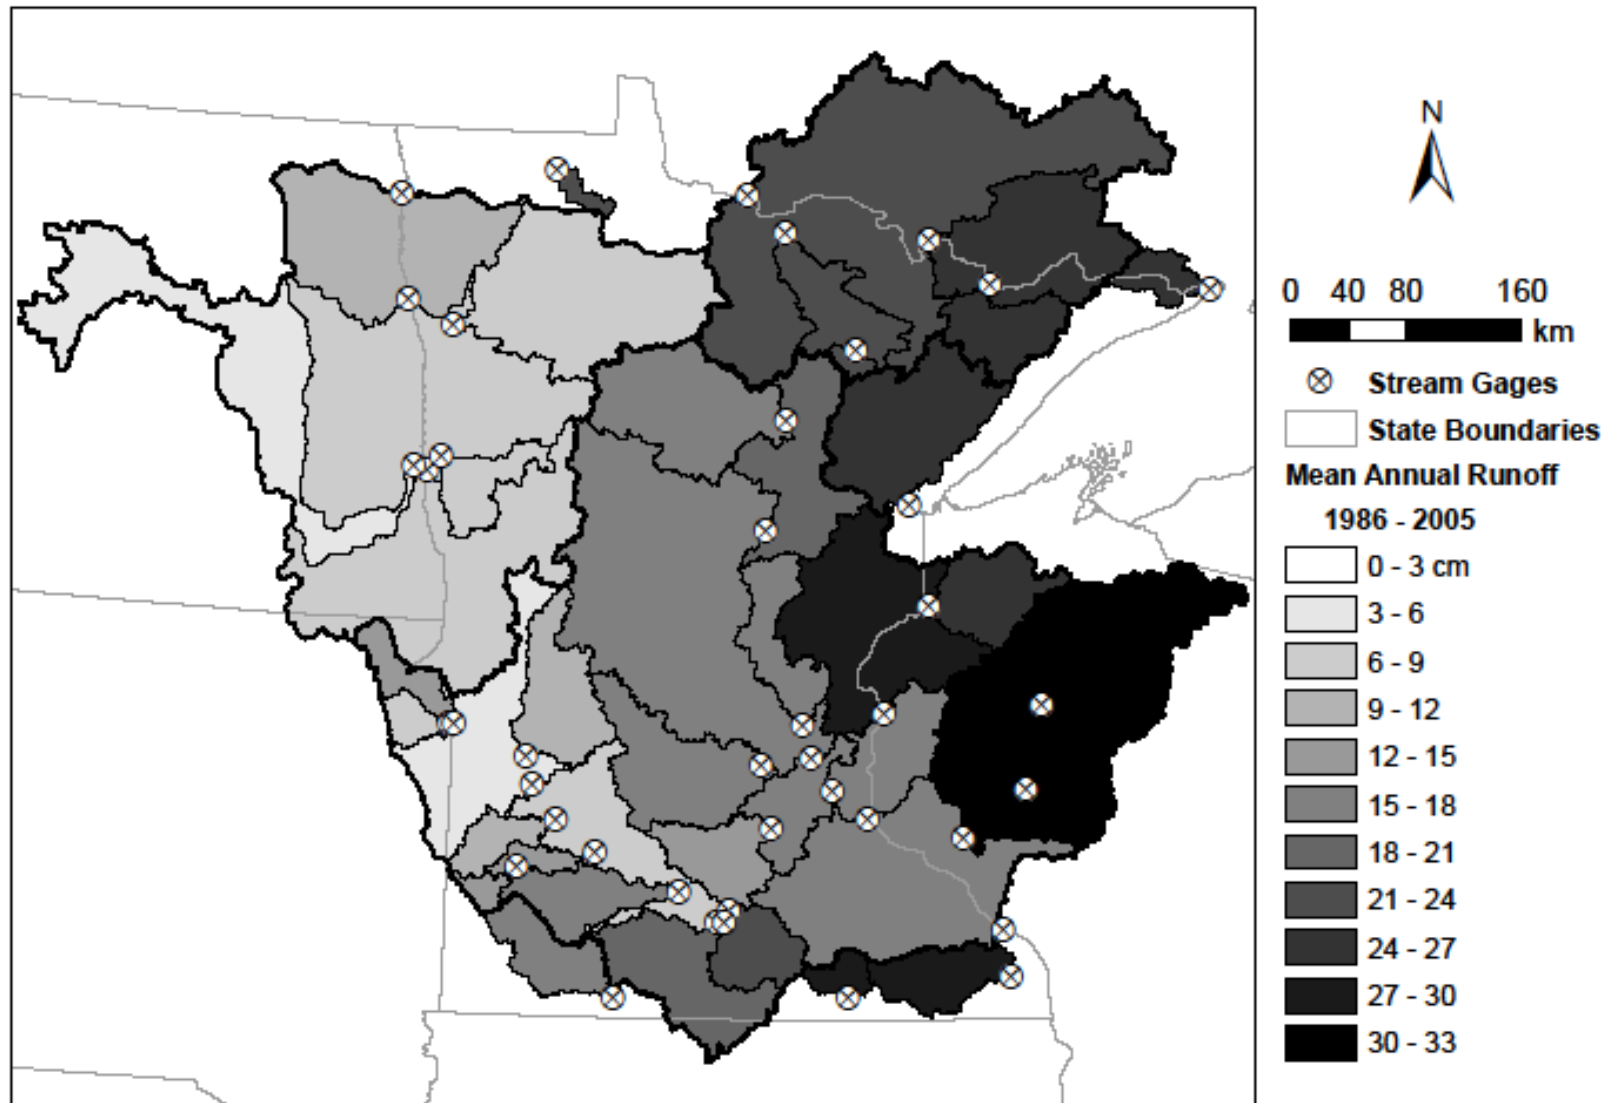 N
0 40 80 160
km
Stream Gages
State Boundaries
Mean Annual Runoff
1986 - 2005
0 - 3 cm
3 - 6
6 - 9
9 - 12
12 - 15
15 - 18
18 - 21
21 - 24
24 - 27
27 - 30
30 - 33